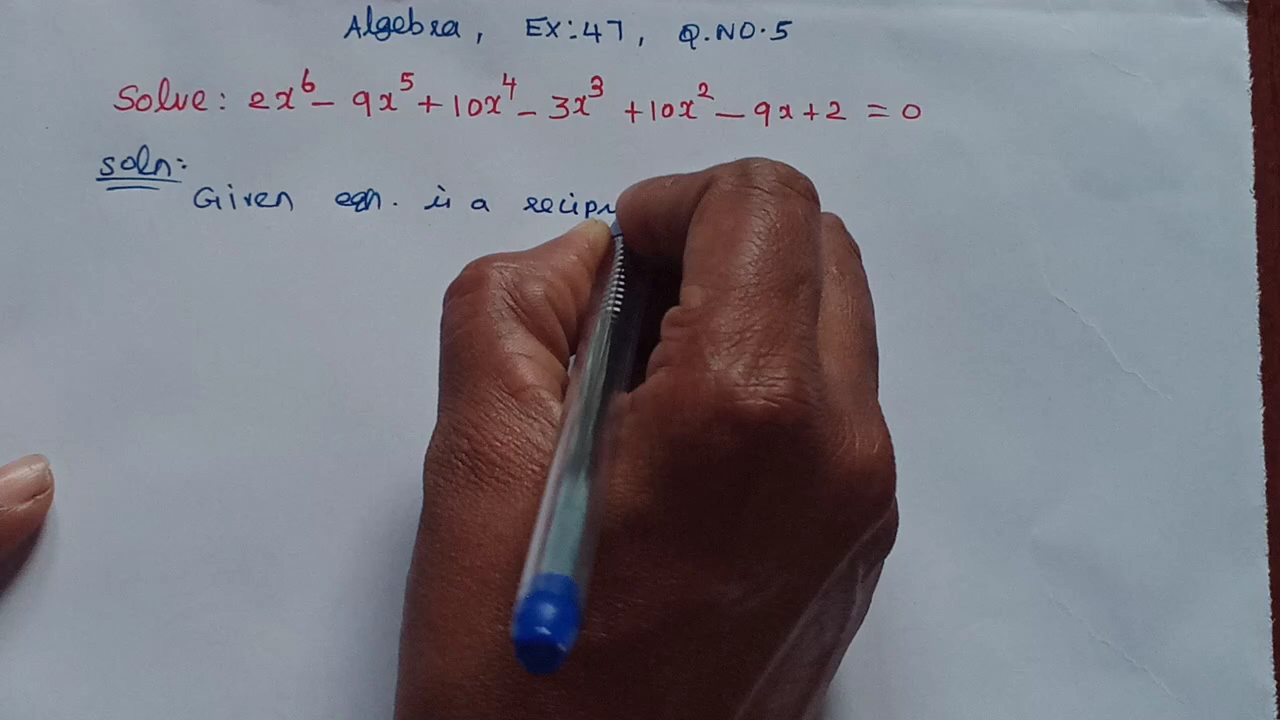 Algebra, EX:47, Q.NO.5
Solve: 2x⁶ - 9x⁵ + 10x⁴ - 3x³ + 10x² - 9x + 2 = 0
soln:
Given eqn. is a recipr